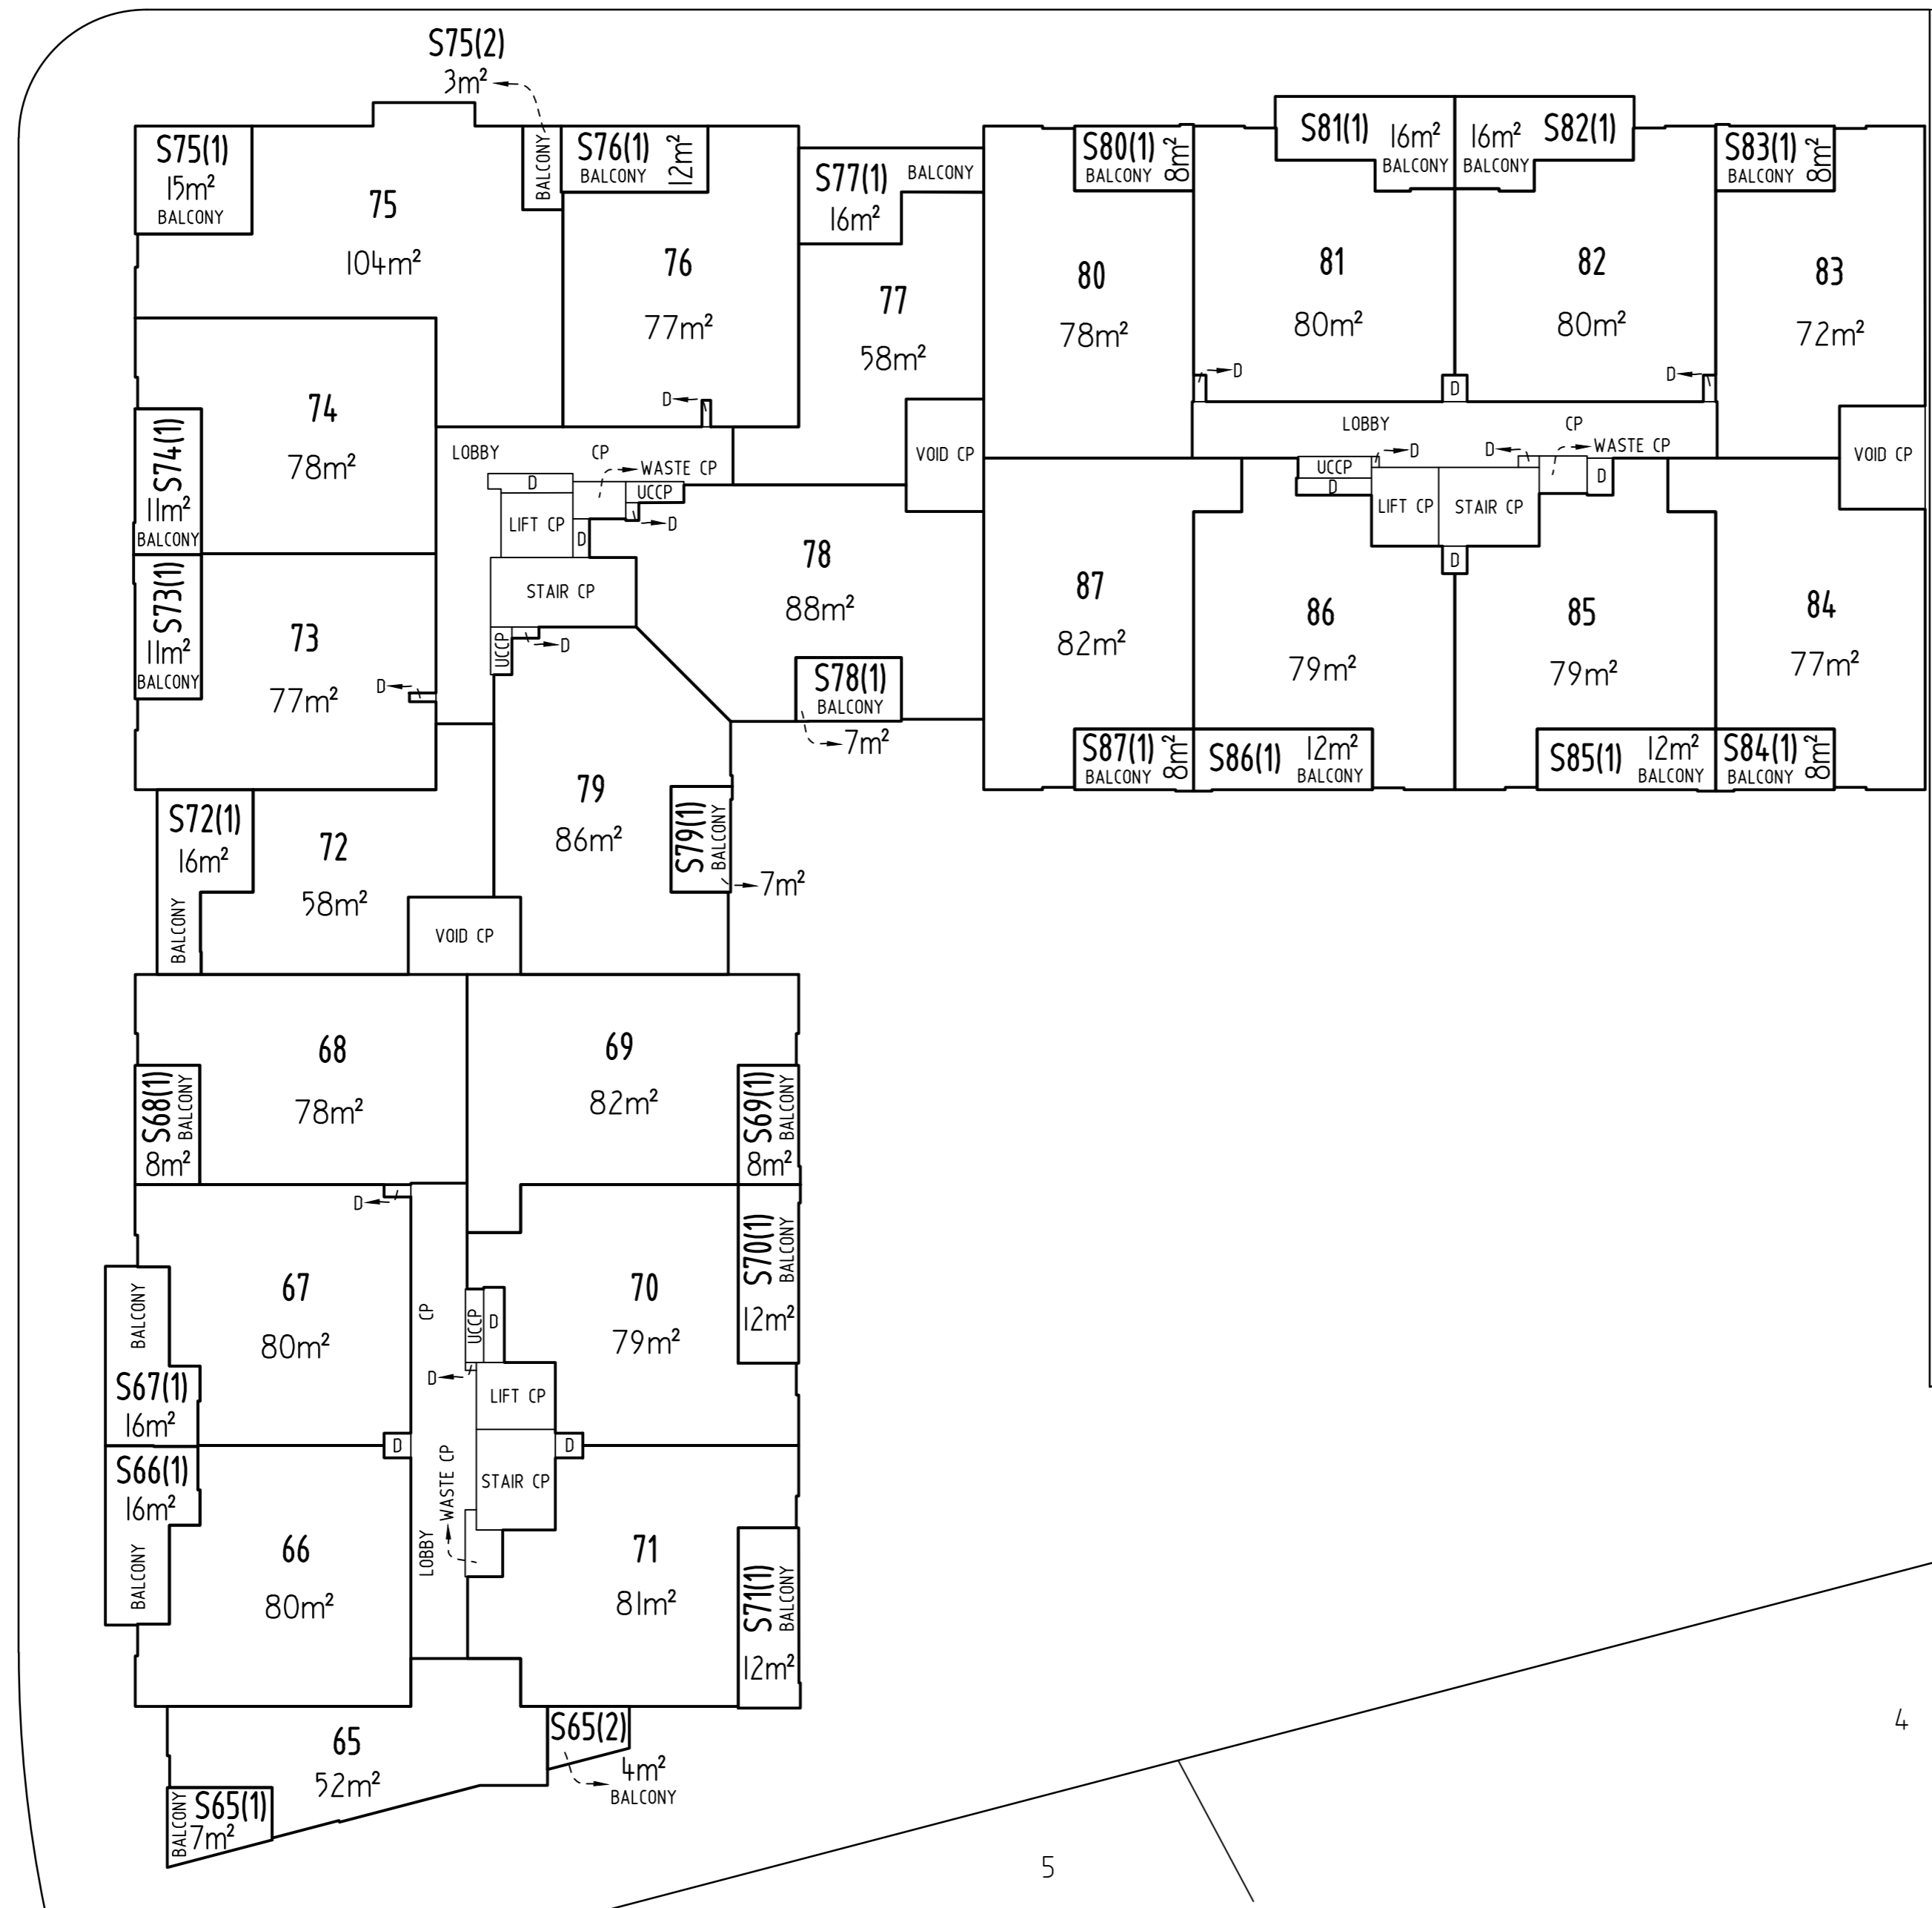 S75(2)
3m²
S75(1)
15m²
BALCONY
75
104m²
BALCONY
S76(1)
BALCONY
12m²
76
77m²
D
S77(1)
BALCONY
16m²
77
58m²
VOID CP
S80(1)
BALCONY
8m²
80
78m²
S81(1)
16m²
BALCONY
81
80m²
D
16m²
S82(1)
BALCONY
82
80m²
D
D
S83(1)
BALCONY
8m²
83
72m²
VOID CP
74
78m²
S74(1)
11m²
BALCONY
LOBBY
CP
WASTE CP
D
UCCP
LIFT CP
D
D
STAIR CP
UCCP
D
LOBBY
CP
D
D
WASTE CP
UCCP
D
LIFT CP
STAIR CP
D
D
S73(1)
11m²
BALCONY
73
77m²
D
78
88m²
S78(1)
BALCONY
7m²
87
82m²
S87(1)
BALCONY
8m²
86
79m²
S86(1)
12m²
BALCONY
85
79m²
S85(1)
12m²
BALCONY
84
77m²
S84(1)
BALCONY
8m²
S72(1)
16m²
BALCONY
72
58m²
79
86m²
S79(1)
BALCONY
7m²
VOID CP
68
78m²
S68(1)
BALCONY
8m²
69
82m²
S69(1)
BALCONY
8m²
D
67
80m²
BALCONY
S67(1)
16m²
CP
UCCP
D
D
LIFT CP
70
79m²
S70(1)
BALCONY
12m²
D
D
S66(1)
16m²
BALCONY
66
80m²
WASTE CP
LOBBY
STAIR CP
71
81m²
S71(1)
BALCONY
12m²
65
52m²
S65(2)
4m²
BALCONY
BALCONY
S65(1)
7m²
4
5